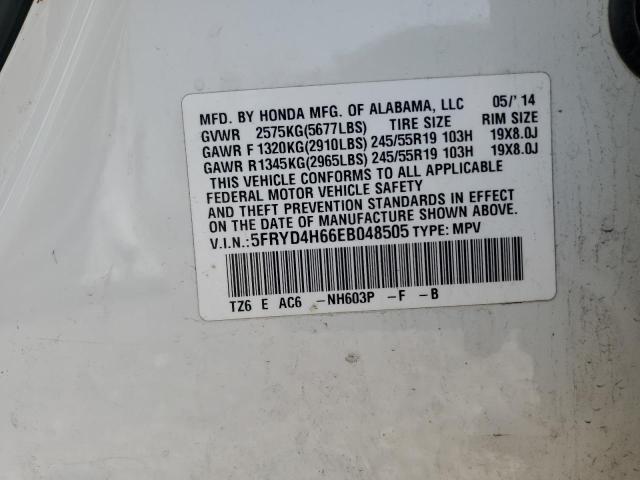 MFD. BY HONDA MFG. OF ALABAMA, LLC 05/'14
GVWR 2575KG(5677LBS) TIRE SIZE RIM SIZE
GAWR F 1320KG(2910LBS) 245/55R19 103H 19X8.0J
GAWR R1345KG(2965LBS) 245/55R19 103H 19X8.0J
THIS VEHICLE CONFORMS TO ALL APPLICABLE
FEDERAL MOTOR VEHICLE SAFETY
AND THEFT PREVENTION STANDARDS IN EFFECT
ON THE DATE OF MANUFACTURE SHOWN ABOVE.
V.I.N.:5FRYD4H66EB048505 TYPE: MPV
TZ6 E AC6 -NH603P -F -B